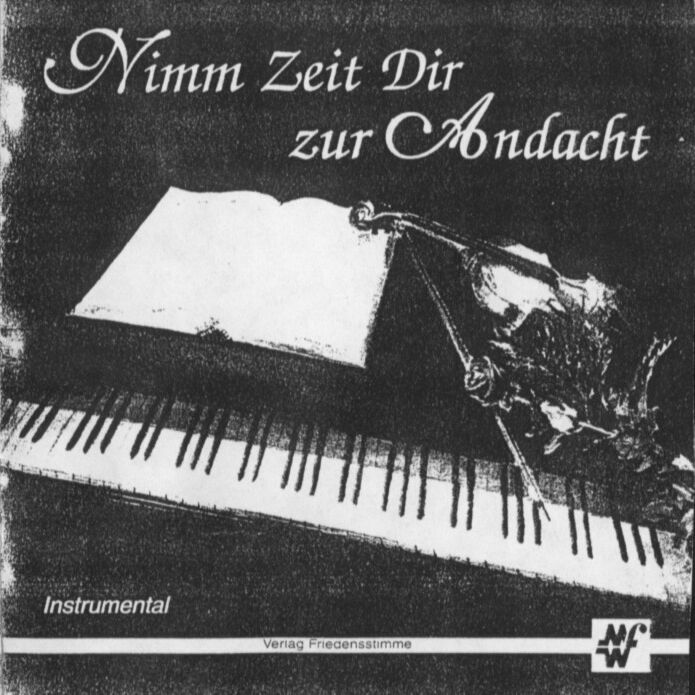 Nimm Zeit Dir
zur Andacht
Instrumental
Verlag Friedensstimme